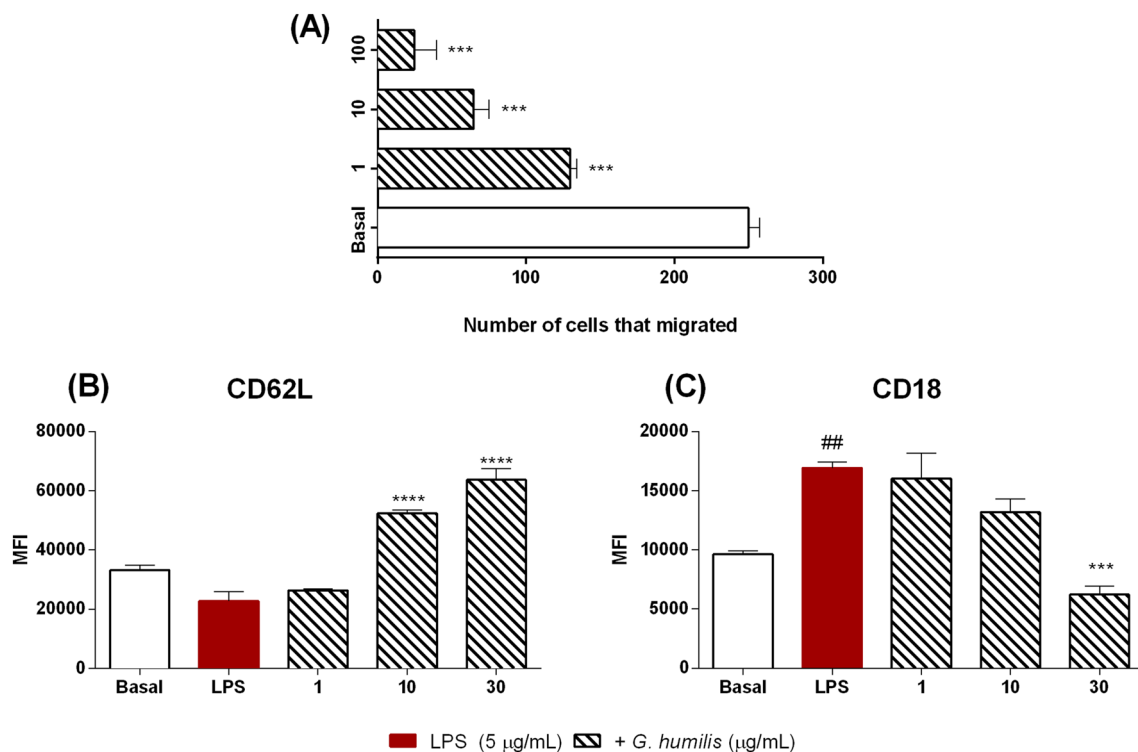 (A)
100
***
10
***
1
***
Basal
0 100 200 300
Number of cells that migrated
(B) CD62L
80000
60000
40000
20000
0
MFI
**** ****
Basal LPS 1 10 30
(C) CD18
20000
15000
10000
5000
0
MFI
##
***
Basal LPS 1 10 30
LPS (5 μg/mL) + G. humilis (μg/mL)